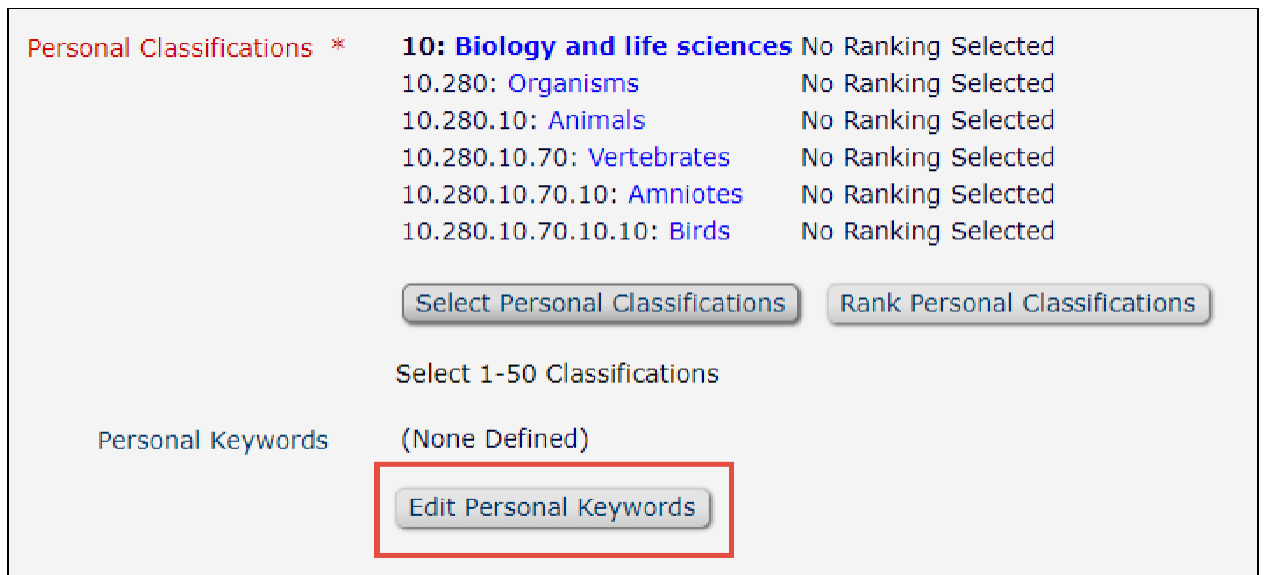 Personal Classifications * 10: Biology and life sciences No Ranking Selected
10.280: Organisms No Ranking Selected
10.280.10: Animals No Ranking Selected
10.280.10.70: Vertebrates No Ranking Selected
10.280.10.70.10: Amniotes No Ranking Selected
10.280.10.70.10.10: Birds No Ranking Selected
Select Personal Classifications Rank Personal Classifications
Select 1-50 Classifications
Personal Keywords (None Defined)
Edit Personal Keywords